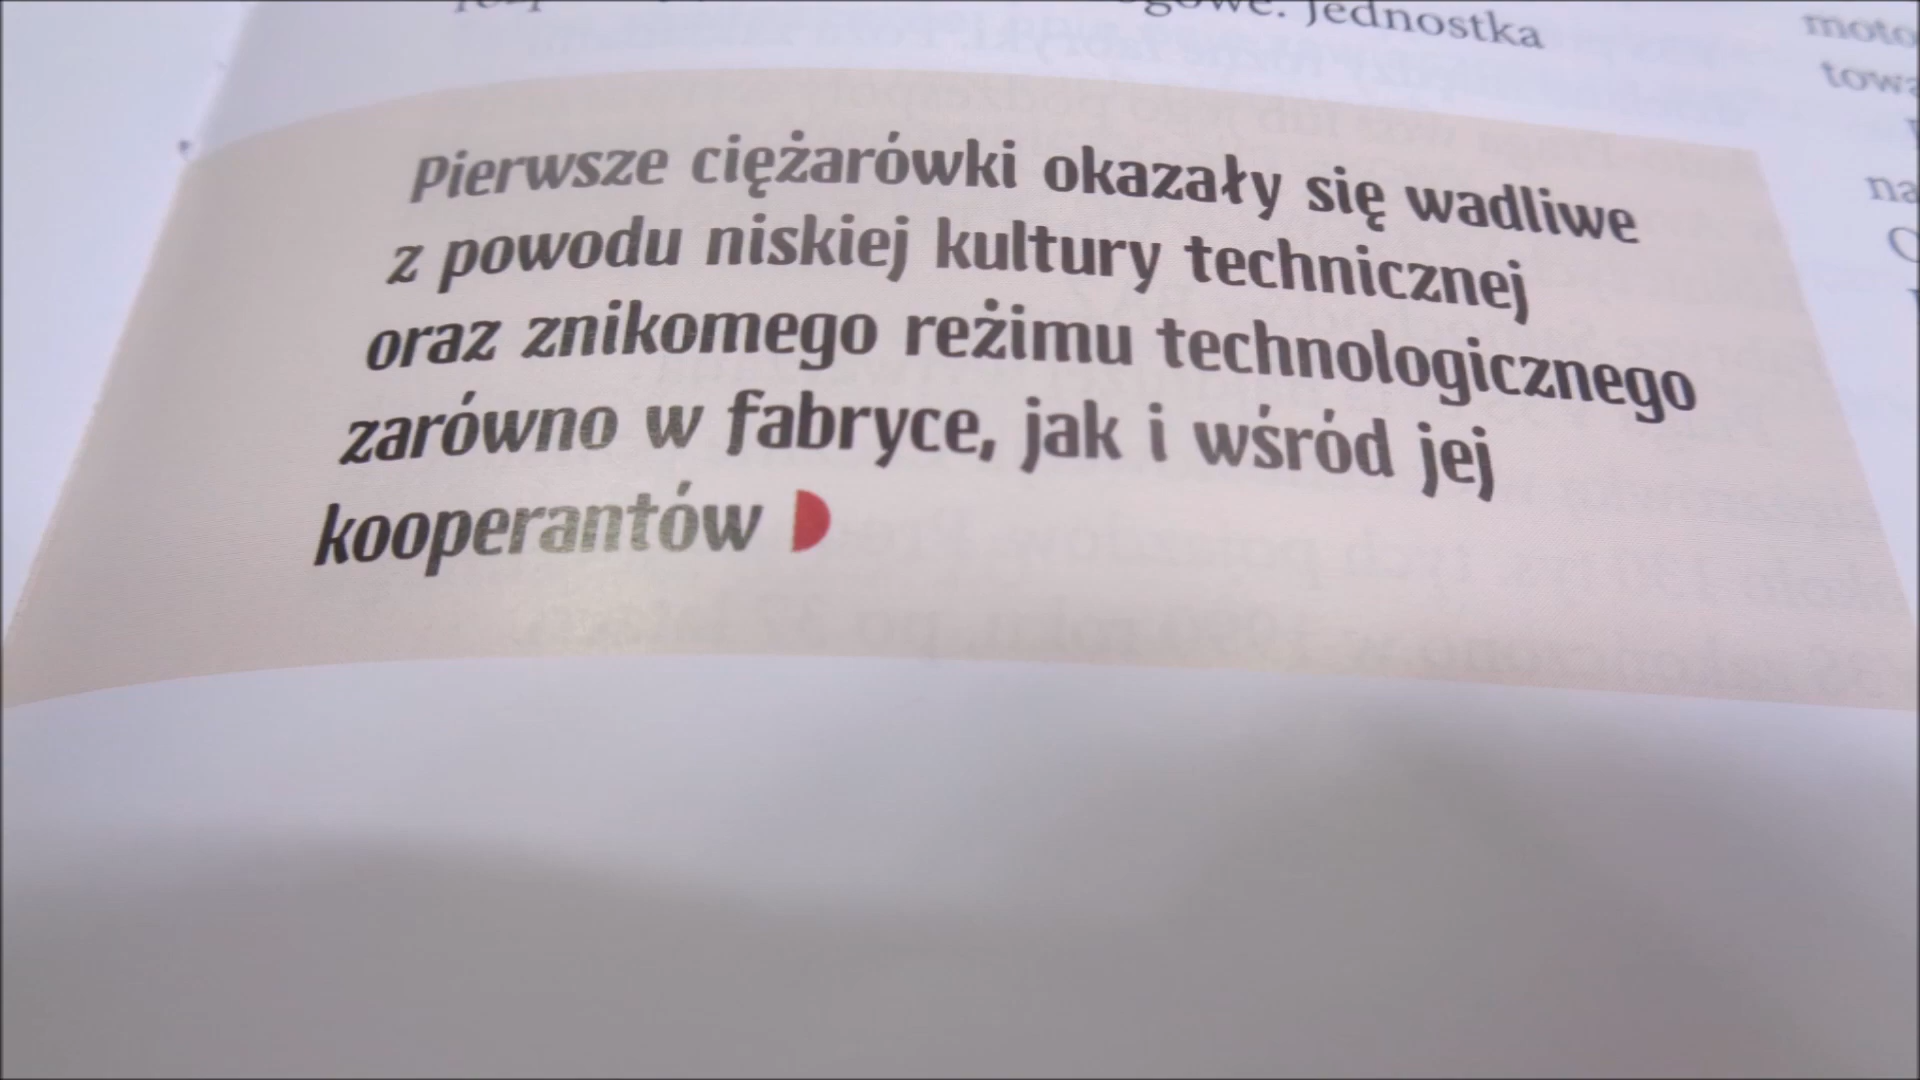 Jednostka
Pierwsze ciężarówki okazały się wadliwe
z powodu niskiej kultury technicznej
oraz znikomego reżimu technologicznego
zarówno w fabryce, jak i wśród jej
kooperantów